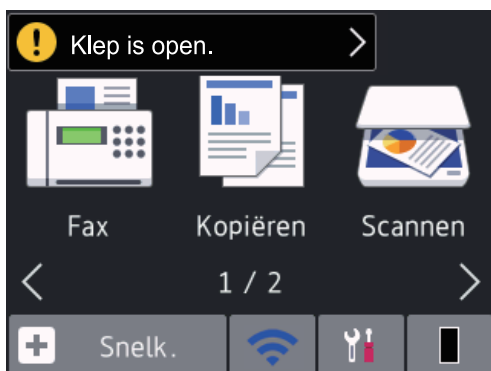 Klep is open.
Fax Kopiëren Scannen
1 / 2
Snelk.